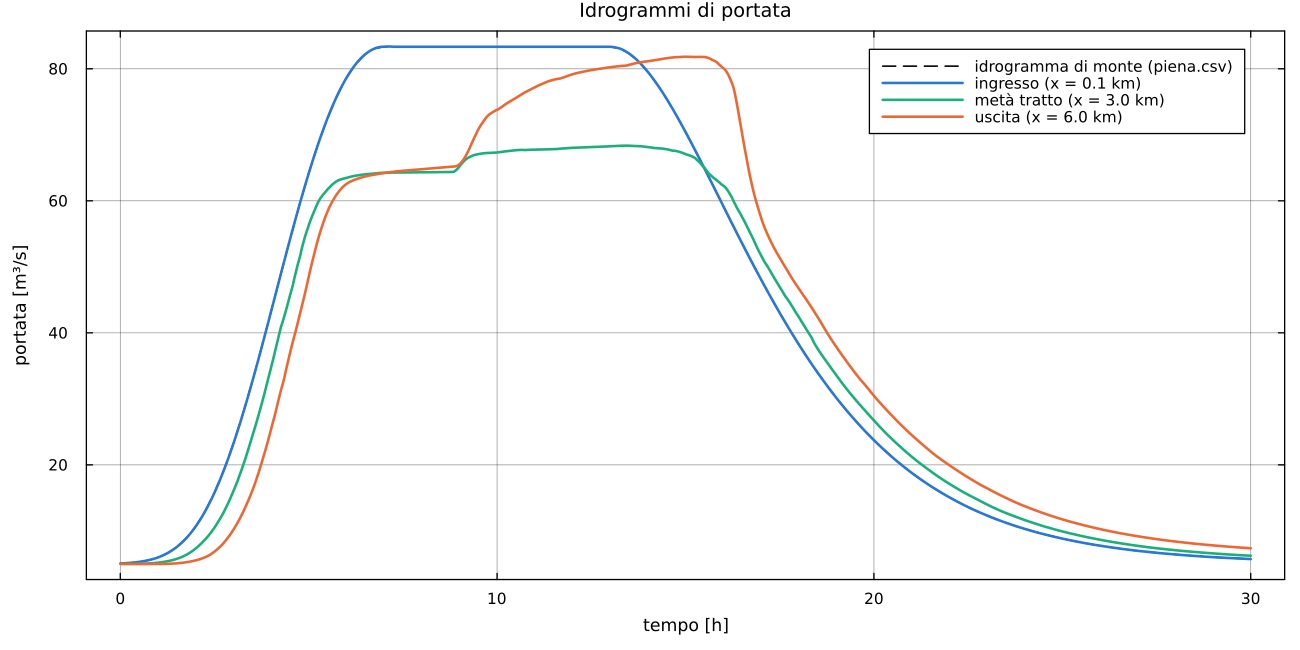 Idrogrammi di portata
idrogramma di monte (piena.csv)
ingresso (x = 0.1 km)
metà tratto (x = 3.0 km)
uscita (x = 6.0 km)
portata [m³/s]
80
60
40
20
0
10
20
30
tempo [h]